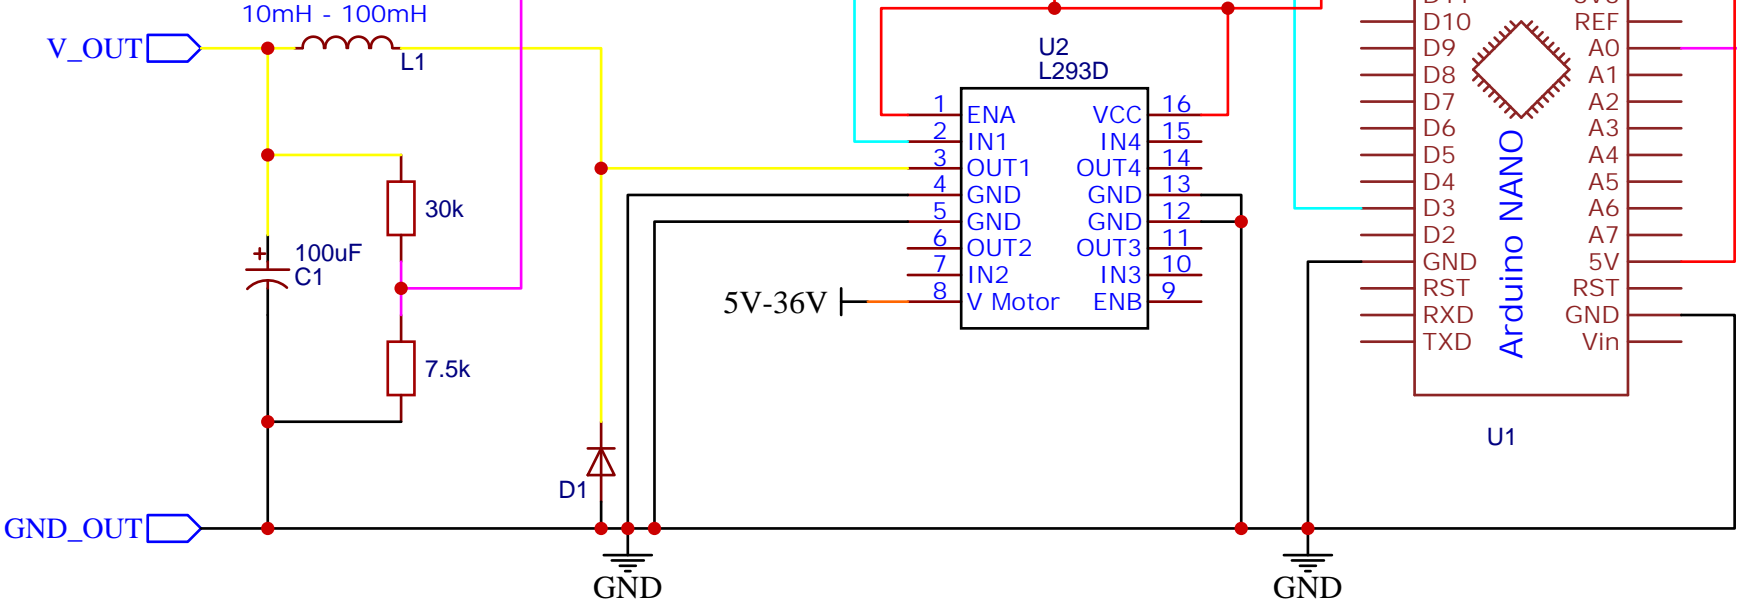 10mH - 100mH
V_OUT
L1
30k
100uF
C1
+
7.5k
D1
GND_OUT
GND
5V-36V
U2
L293D
1 ENA VCC 16
2 IN1 IN4 15
3 OUT1 OUT4 14
4 GND GND 13
5 GND GND 12
6 OUT2 OUT3 11
7 IN2 IN3 10
8 V Motor ENB 9
D10 REF
D9 A0
D8 A1
D7 A2
D6 A3
D5 A4
D4 A5
D3 A6
D2 A7
GND 5V
RST RST
RXD GND
TXD Vin
Arduino NANO
U1
GND